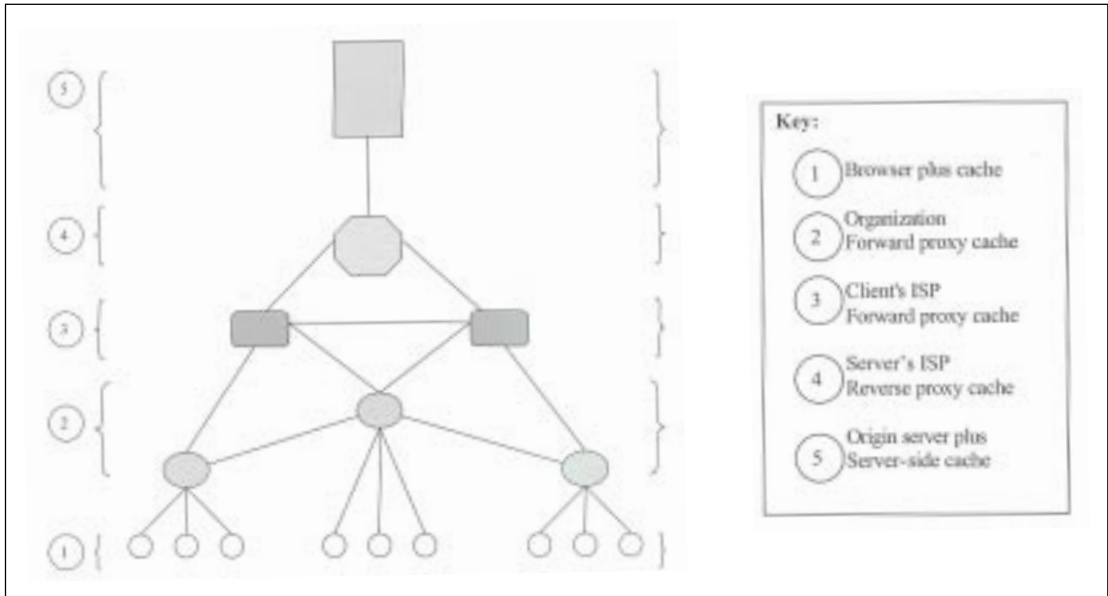 5
4
3
2
1
Key:
1 Browser plus cache
2 Organization
Forward proxy cache
3 Client's ISP
Forward proxy cache
4 Server's ISP
Reverse proxy cache
5 Origin server plus
Server-side cache